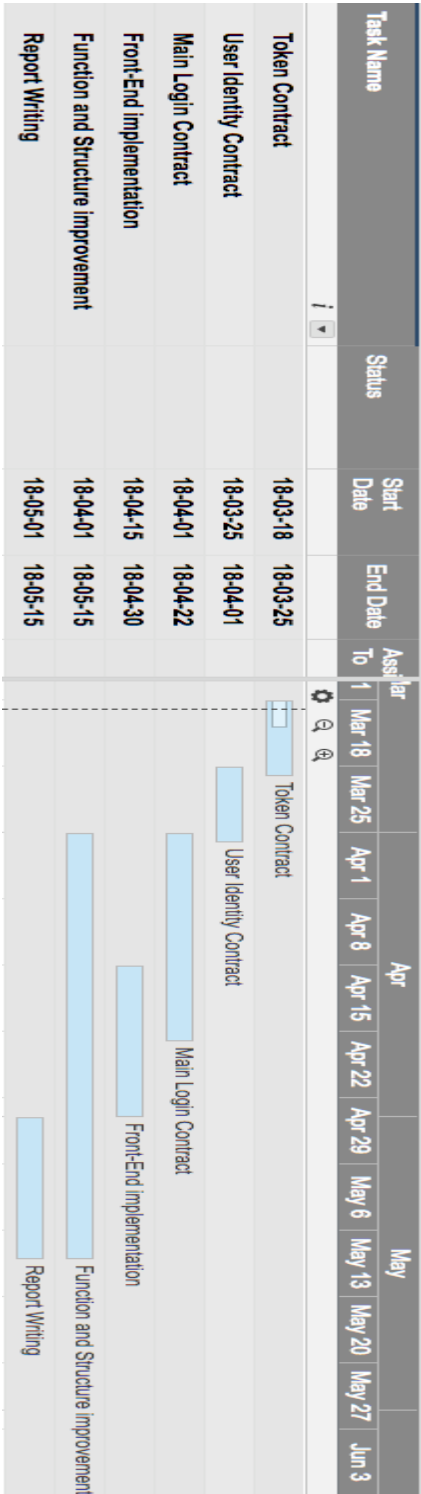 Task Name Status Start Date End Date Assi To Mar Apr May
1 Mar 18 Mar 25 Apr 1 Apr 8 Apr 15 Apr 22 Apr 29 May 6 May 13 May 20 May 27 Jun 3
i
Token Contract 18-03-18 18-03-25 Token Contract
User Identity Contract 18-03-25 18-04-01 User Identity Contract
Main Login Contract 18-04-01 18-04-22 Main Login Contract
Front-End implementation 18-04-15 18-04-30 Front-End implementation
Function and Structure improvement 18-04-01 18-05-15 Function and Structure improvement
Report Writing 18-05-01 18-05-15 Report Writing